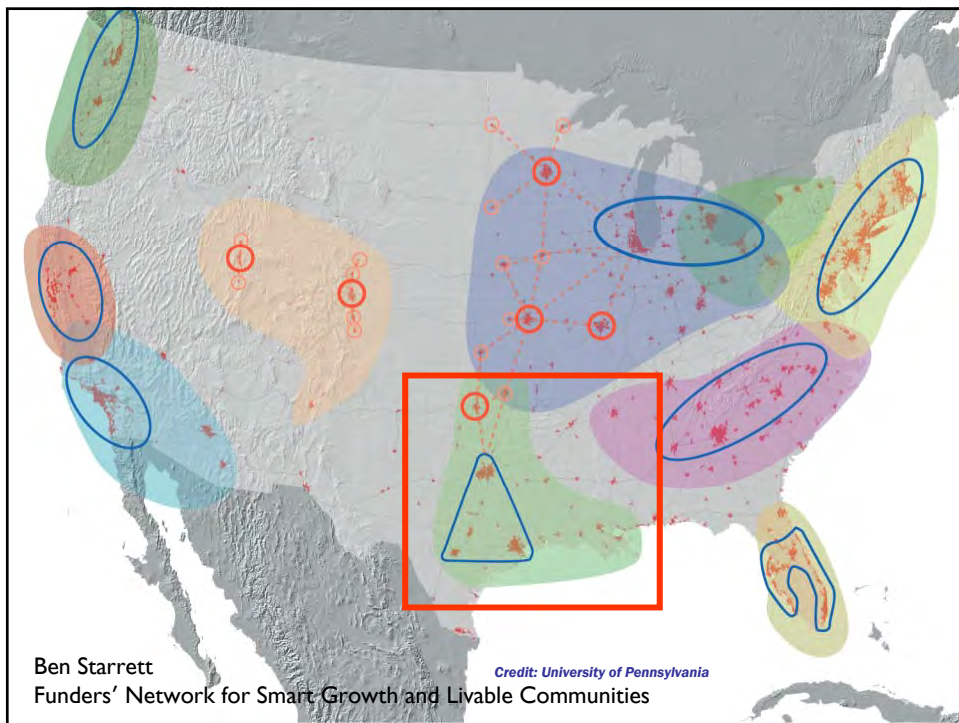 Ben Starrett
Credit: University of Pennsylvania
Funders' Network for Smart Growth and Livable Communities